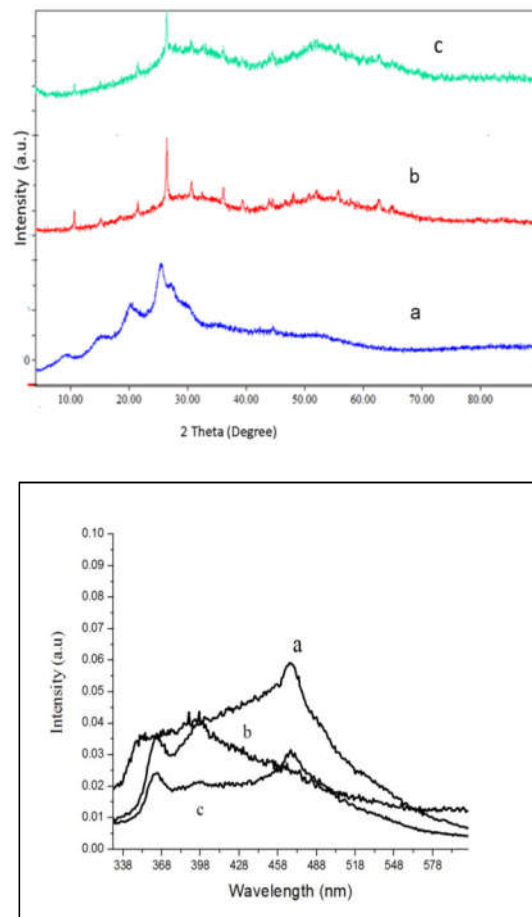 c
b
a
Intensity (a.u.)
0
10.00 20.00 30.00 40.00 50.00 60.00 70.00 80.00
2 Theta (Degree)
0.10
0.09
0.08
0.07
0.06
0.05
0.04
0.03
0.02
0.01
0.00
Intensity (a.u)
a
b
c
338 368 398 428 458 488 518 548 578
Wavelength (nm)